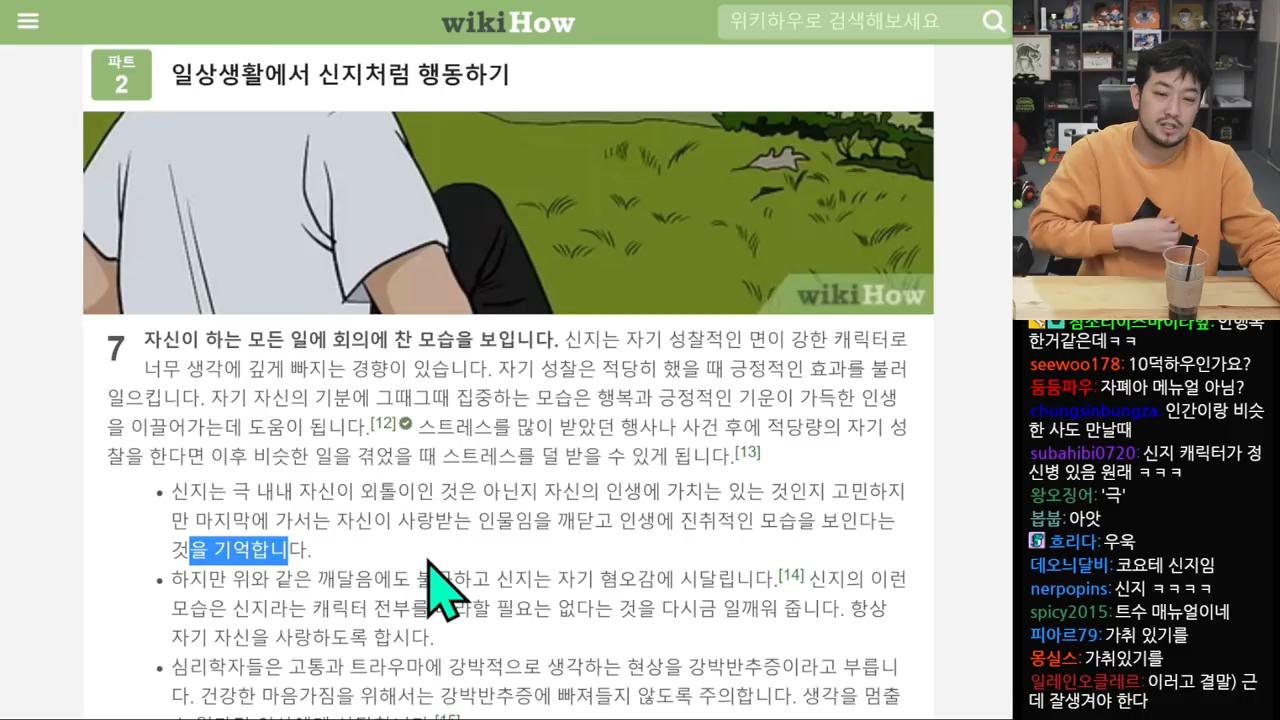 wikiHow
위키하우로 검색해보세요
파트
2
일상생활에서 신지처럼 행동하기
wikiHow
7 자신이 하는 모든 일에 회의에 찬 모습을 보입니다. 신지는 자기 성찰적인 면이 강한 캐릭터로
너무 생각에 깊게 빠지는 경향이 있습니다. 자기 성찰은 적당히 했을 때 긍정적인 효과를 불러
일으킵니다. 자기 자신의 기분에 그때그때 집중하는 모습은 행복과 긍정적인 기운이 가득한 인생
을 이끌어가는데 도움이 됩니다.[12] 스트레스를 많이 받았던 행사나 사건 후에 적당량의 자기 성
찰을 한다면 이후 비슷한 일을 겪었을 때 스트레스를 덜 받을 수 있게 됩니다.[13]
• 신지는 극 내내 자신이 외톨이인 것은 아닌지 자신의 인생에 가치는 있는 것인지 고민하지
만 마지막에 가서는 자신이 사랑받는 인물임을 깨닫고 인생에 진취적인 모습을 보인다는
것을 기억합니다.
• 하지만 위와 같은 깨달음에도 하고 신지는 자기 혐오감에 시달립니다.[14] 신지의 이런
모습은 신지라는 캐릭터 전부를 할 필요는 없다는 것을 다시금 일깨워 줍니다. 항상
자기 자신을 사랑하도록 합시다.
• 심리학자들은 고통과 트라우마에 강박적으로 생각하는 현상을 강박반추증이라고 부릅니
다. 건강한 마음가짐을 위해서는 강박반추증에 빠져들지 않도록 주의합니다. 생각을 멈출
한거같은데ㅋㅋ
seewoo178: 10덕하우인가요?
둠둠파우: 자폐아 메뉴얼 아님?
chungsinbungza: 인간이랑 비슷
한 사도 만날때
subahibi0720: 신지 캐릭터가 정
신병 있음 원래 ㅋㅋㅋ
왕오징어: '극'
봅붑: 아앗
흐리다: 우욱
데오늬달비: 코요테 신지임
nerpopins: 신지 ㅋㅋㅋㅋ
spicy2015: 트수 매뉴얼이네
피아르79: 가취 있기를
몽실스: 가취있기를
일레인오클레르: 이러고 결말) 근
데 잘생겨야 한다